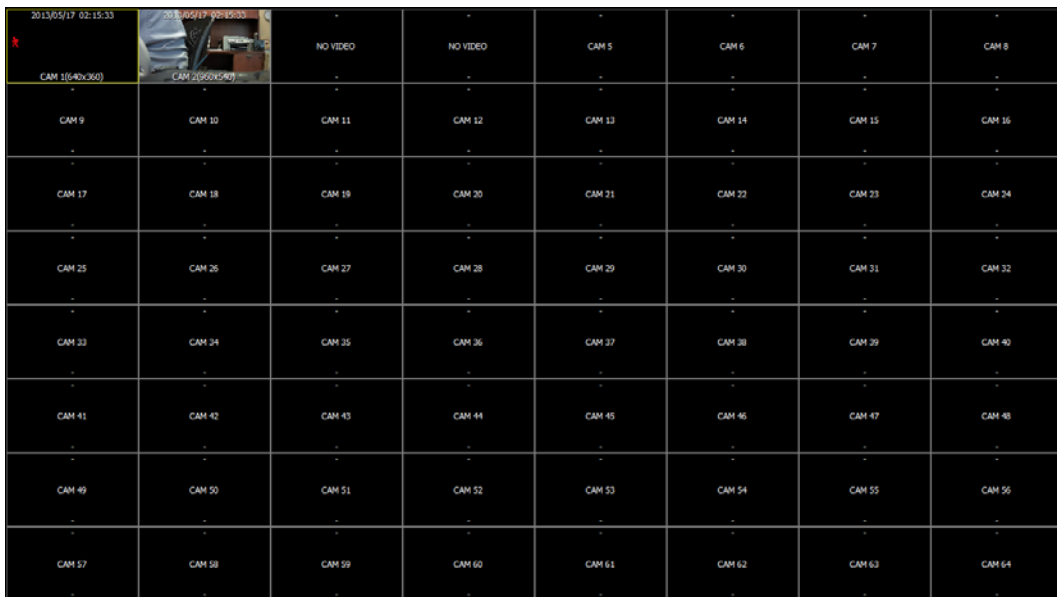 2013/05/17 02:15:33
CAM 1(640x360)
2013/05/17 02:15:33
CAM 2(960x540)
NO VIDEO
NO VIDEO
CAM 5
CAM 6
CAM 7
CAM 8
CAM 9
CAM 10
CAM 11
CAM 12
CAM 13
CAM 14
CAM 15
CAM 16
CAM 17
CAM 18
CAM 19
CAM 20
CAM 21
CAM 22
CAM 23
CAM 24
CAM 25
CAM 26
CAM 27
CAM 28
CAM 29
CAM 30
CAM 31
CAM 32
CAM 33
CAM 34
CAM 35
CAM 36
CAM 37
CAM 38
CAM 39
CAM 40
CAM 41
CAM 42
CAM 43
CAM 44
CAM 45
CAM 46
CAM 47
CAM 48
CAM 49
CAM 50
CAM 51
CAM 52
CAM 53
CAM 54
CAM 55
CAM 56
CAM 57
CAM 58
CAM 59
CAM 60
CAM 61
CAM 62
CAM 63
CAM 64